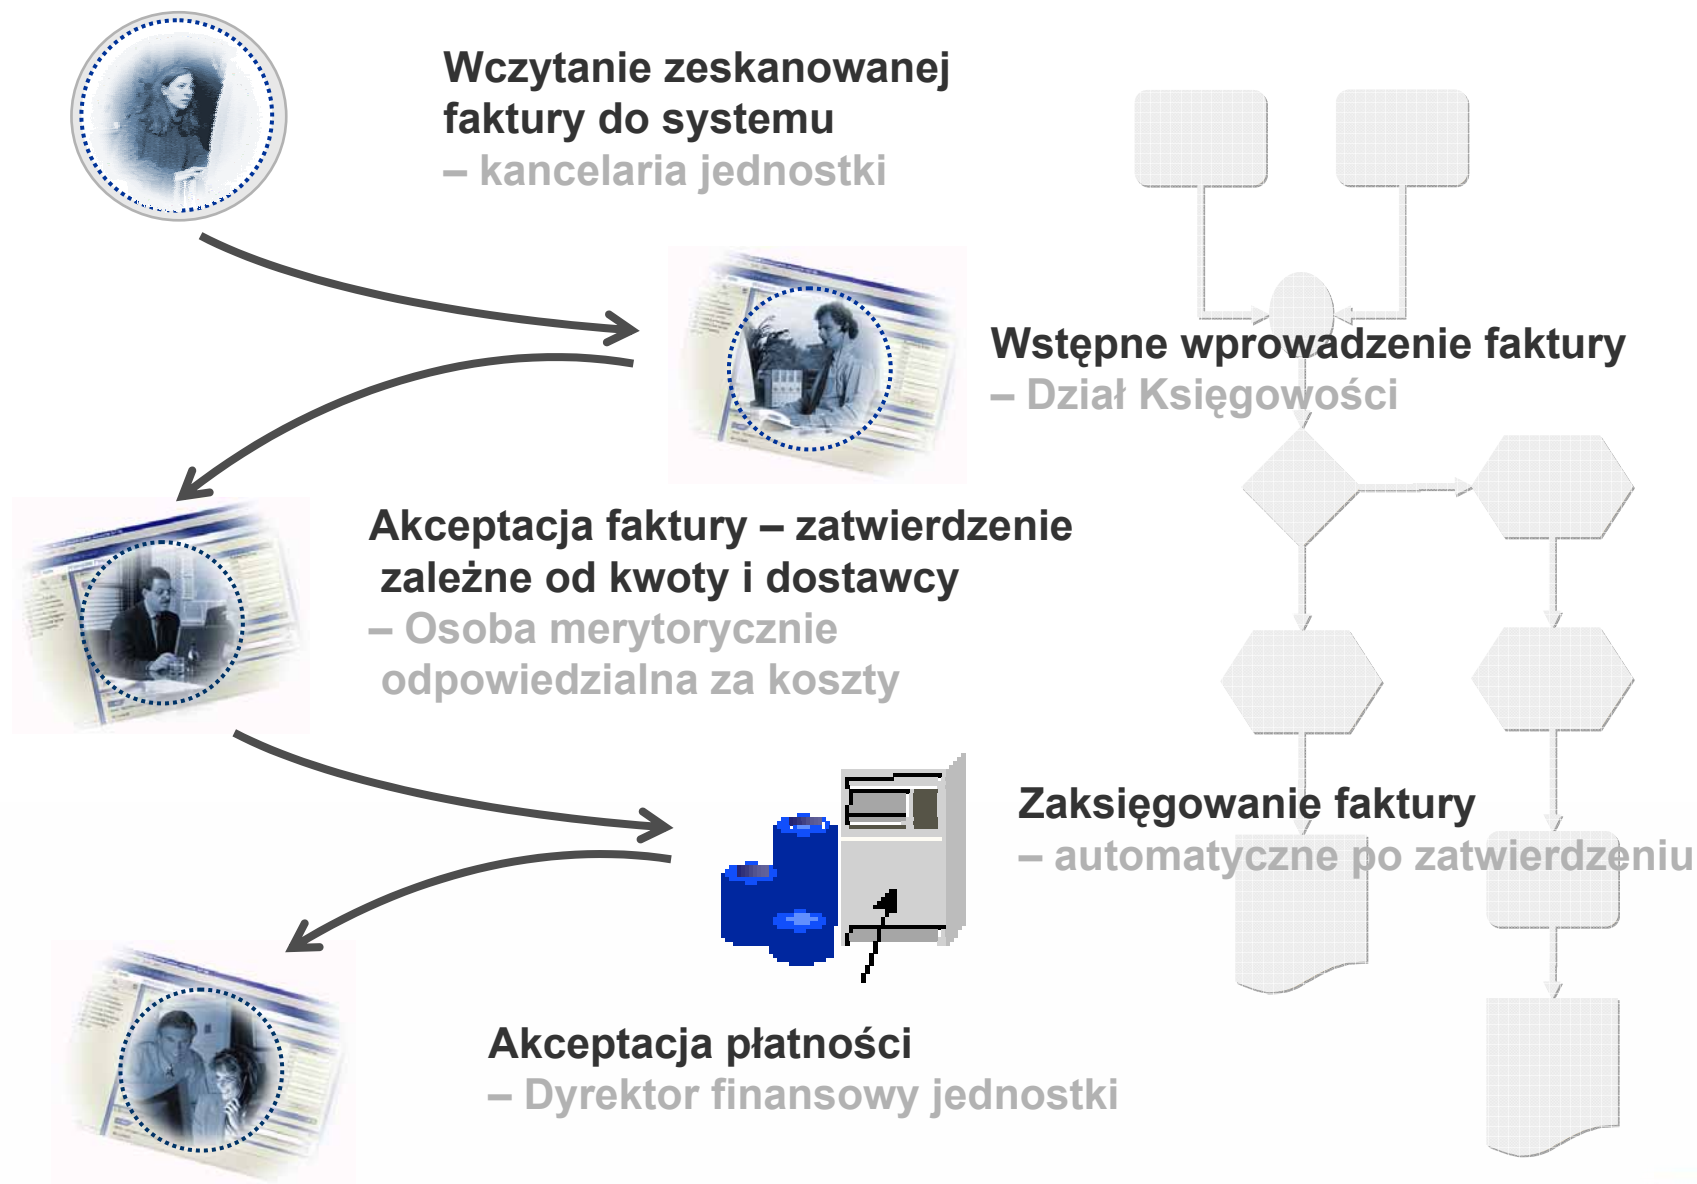 Wczytanie zeskanowanej
faktury do systemu
– kancelaria jednostki
Wstępne wprowadzenie faktury
– Dział Księgowości
Akceptacja faktury – zatwierdzenie
zależne od kwoty i dostawcy
– Osoba merytorycznie
odpowiedzialna za koszty
Zaksięgowanie faktury
– automatyczne po zatwierdzeniu
Akceptacja płatności
– Dyrektor finansowy jednostki